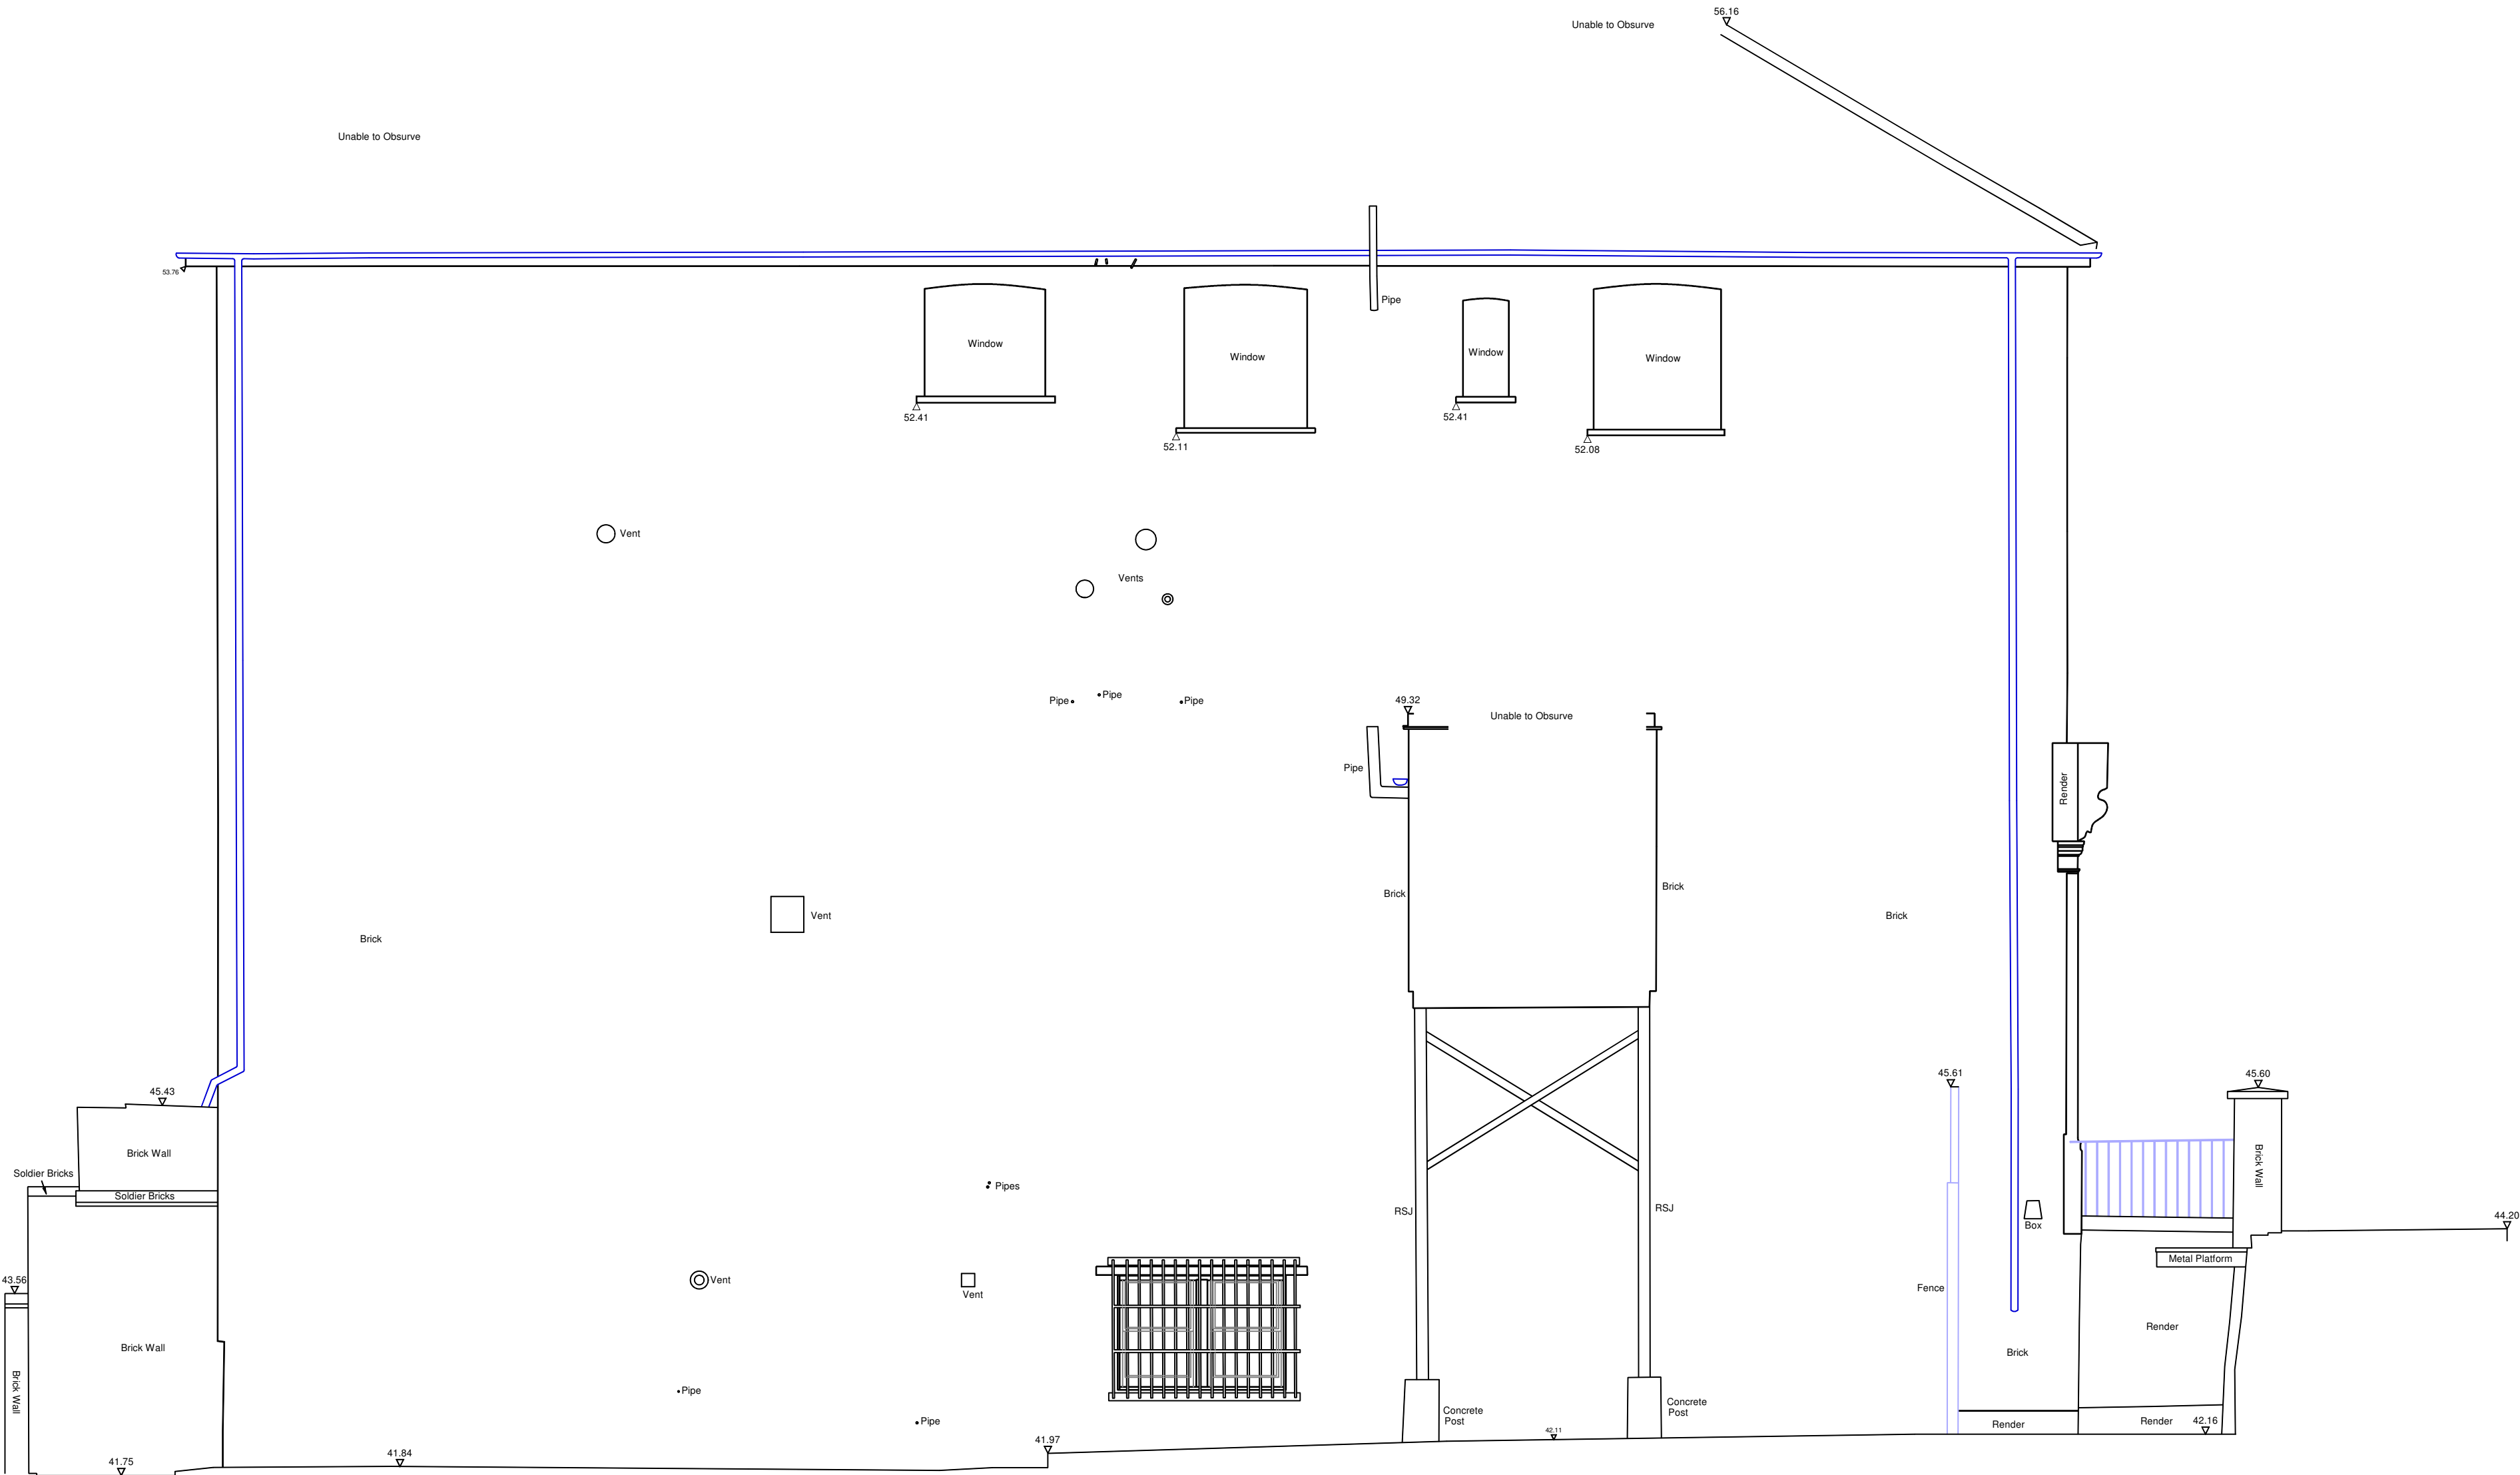 56.16
Unable to Obsurve
Unable to Obsurve
53.76
Pipe
Window
Window
Window
Window
52.41
52.11
52.41
52.08
Vent
Vents
Pipe
Pipe
Pipe
49.32
Unable to Obsurve
Pipe
Render
Brick
Brick
Vent
Brick
Brick
45.43
45.61
45.60
Brick Wall
Brick Wall
Soldier Bricks
Soldier Bricks
Pipes
RSJ
RSJ
Box
44.20
Metal Platform
43.56
Vent
Vent
Fence
Render
Brick Wall
Brick
Brick Wall
Pipe
Pipe
Concrete
Post
Concrete
Post
Render
Render
42.16
42.11
41.97
41.84
41.75